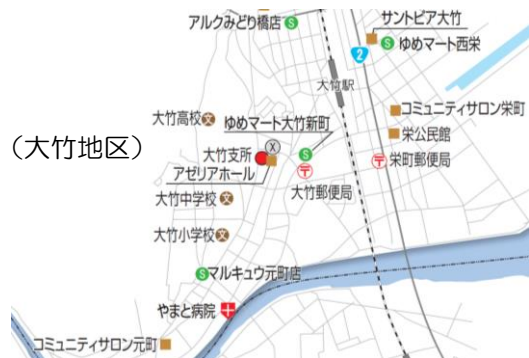 サントピア大竹
アルクみどり橋店 S
2
S ゆめマート西栄
大竹駅
コミュニティサロン栄町
大竹高校 文
ゆめマート大竹新町
栄公民館
(大竹地区)
X
大竹支所
S
栄町郵便局
アゼリアホール
大竹郵便局
大竹中学校 文
大竹小学校 文
S マルキュウ元町店
やまと病院
コミュニティサロン元町